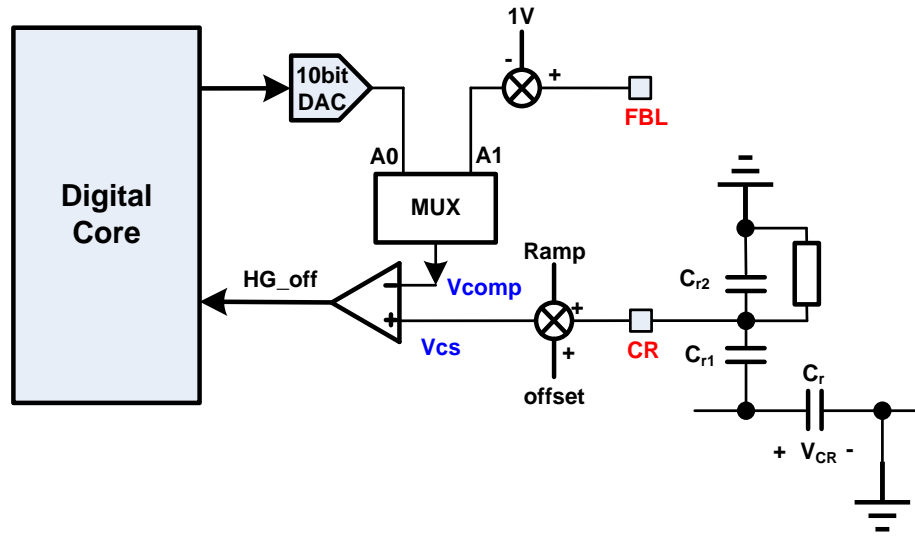 1V
10bit
DAC
-
+
FBL
A0
A1
Digital
Core
MUX
Ramp
HG_off
Vcomp
-
+
Vcs
+
+
CR
offset
Cr2
Cr1
Cr
+ VCR -